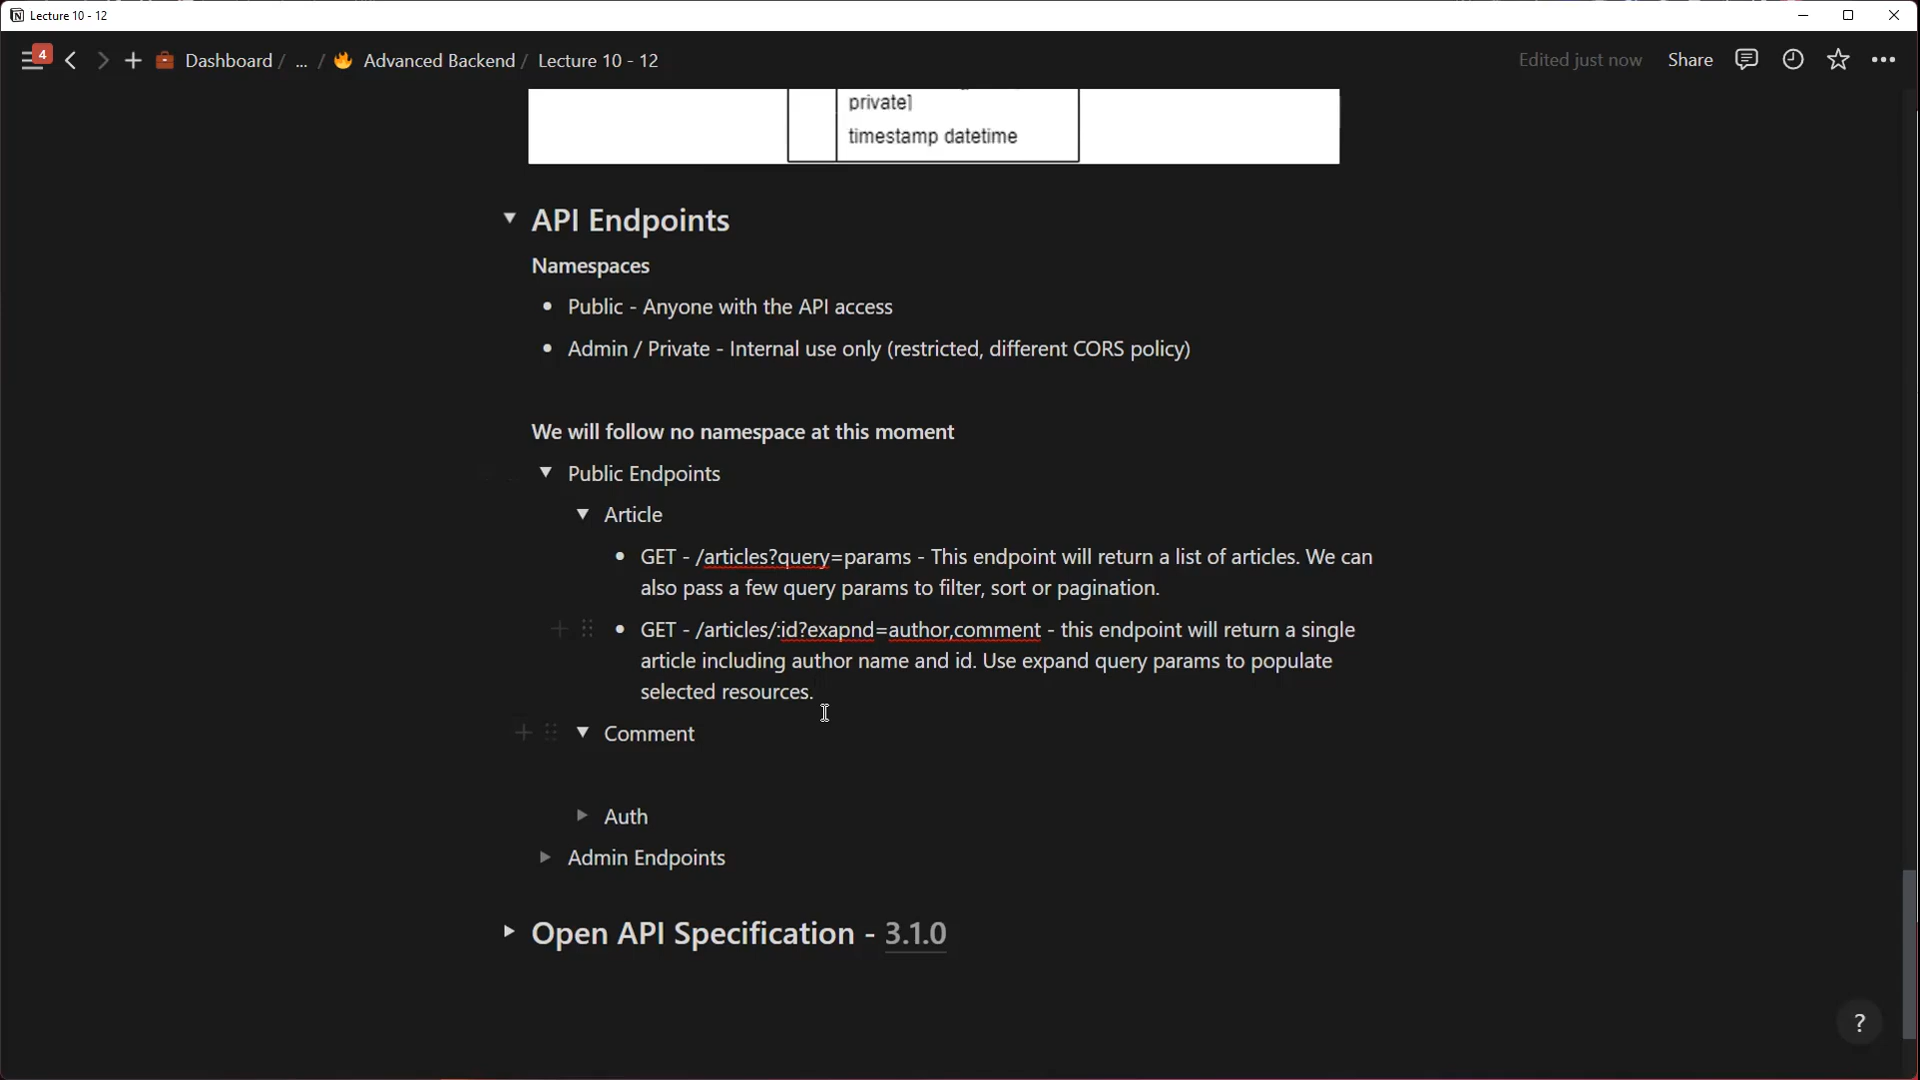 Lecture 10 - 12
4
Dashboard / ... / Advanced Backend / Lecture 10 - 12
Edited just now Share
private]
timestamp datetime
API Endpoints
Namespaces
Public - Anyone with the API access
Admin / Private - Internal use only (restricted, different CORS policy)
We will follow no namespace at this moment
Public Endpoints
Article
GET - /articles?query=params - This endpoint will return a list of articles. We can
also pass a few query params to filter, sort or pagination.
GET - /articles/:id?exapnd=author,comment - this endpoint will return a single
article including author name and id. Use expand query params to populate
selected resources.
Comment
Auth
Admin Endpoints
Open API Specification - 3.1.0
?